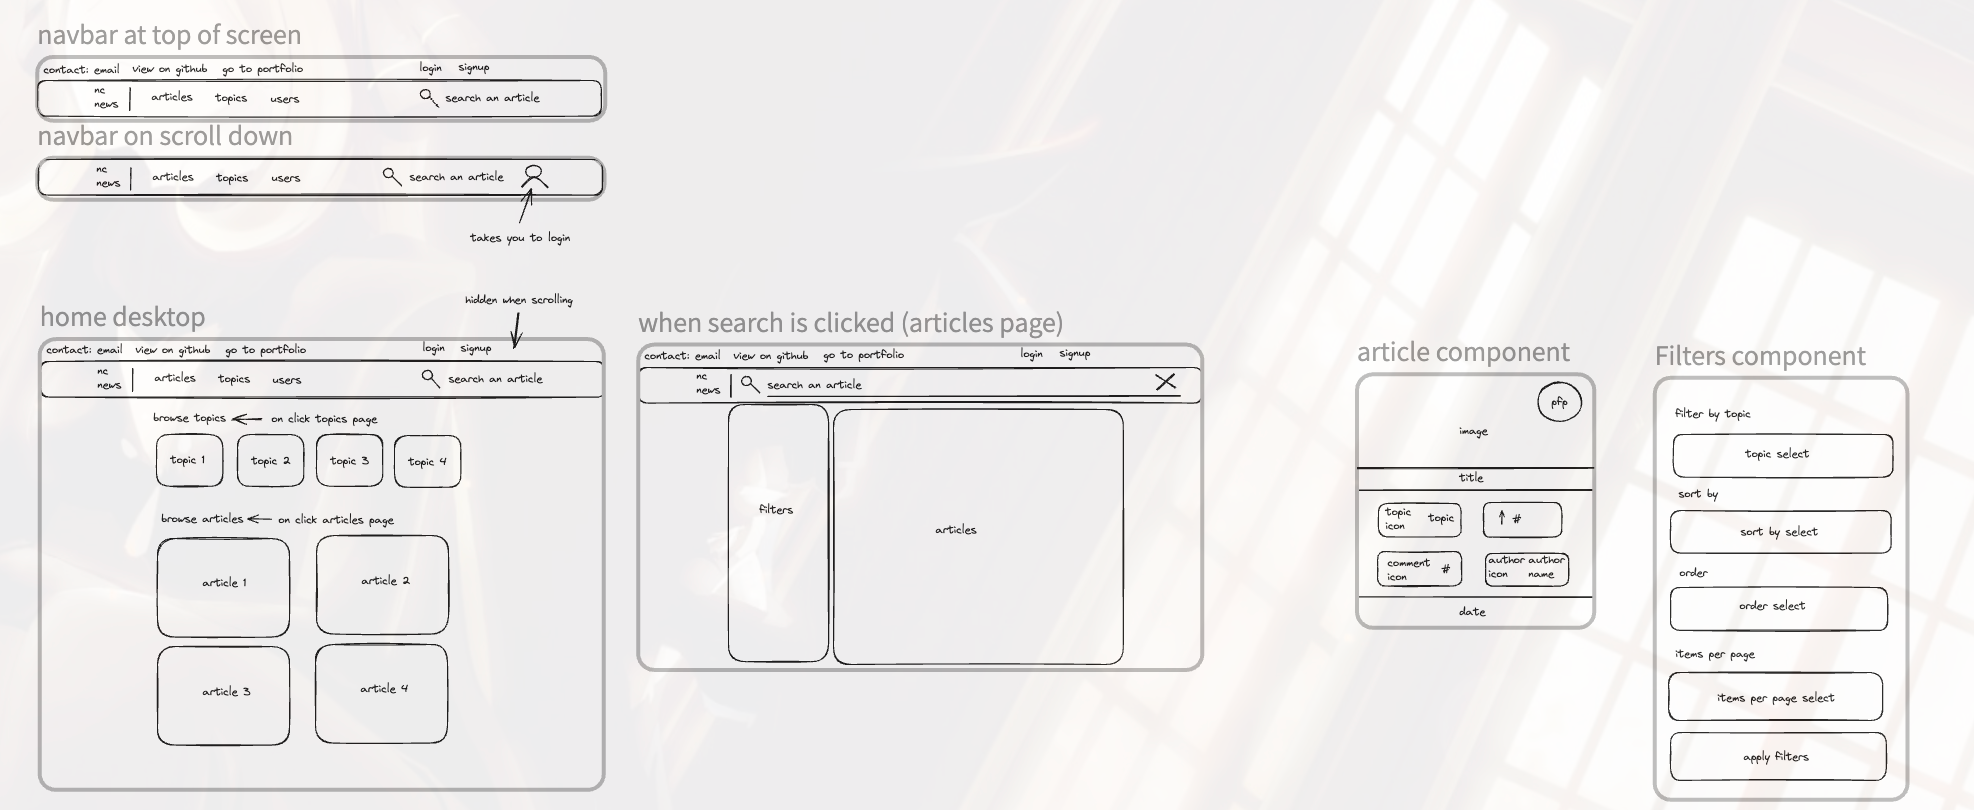 navbar at top of screen
contact: email view on github go to portfolio login signup
nc
news
articles topics users search an article
navbar on scroll down
nc
news
articles topics users search an article
takes you to login
hidden when scrolling
home desktop
contact: email view on github go to portfolio login signup
nc
news
articles topics users search an article
browse topics on click topics page
topic 1 topic 2 topic 3 topic 4
browse articles on click articles page
article 1 article 2
article 3 article 4
when search is clicked (articles page)
contact: email view on github go to portfolio login signup
nc
news
search an article
filters
articles
article component
pfp
image
title
topic
icon
topic
#
comment
icon
#
author
icon
author
name
date
Filters component
filter by topic
topic select
sort by
sort by select
order
order select
items per page
items per page select
apply filters